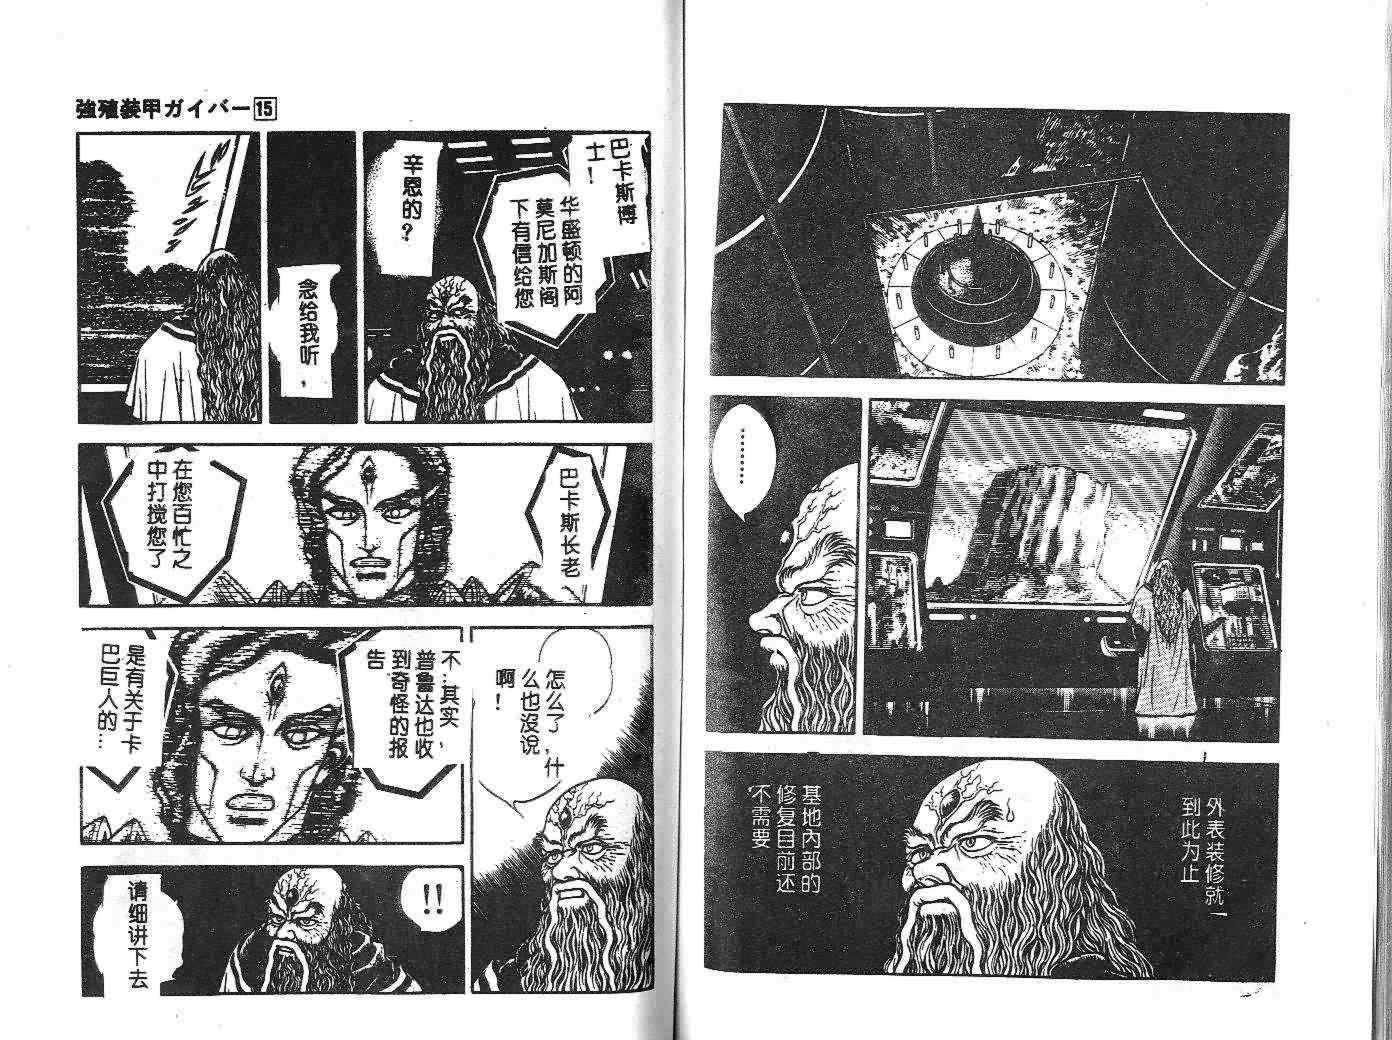 強殖装甲ガイバー15
………
外表装修就一
到此为止
基地內部的
修复目前还
不需要
巴卡斯博
士！
华盛顿的阿
莫尼加斯阁
下有信给您
辛恩的？
念给我听，
巴卡斯长老
在您百忙之
中打搅您了
怎么了，什
么也沒说
啊！
不…其实，
普鲁达也收
到奇怪的报
告
是有关于卡
巴巨人的…
!!
请细讲下去